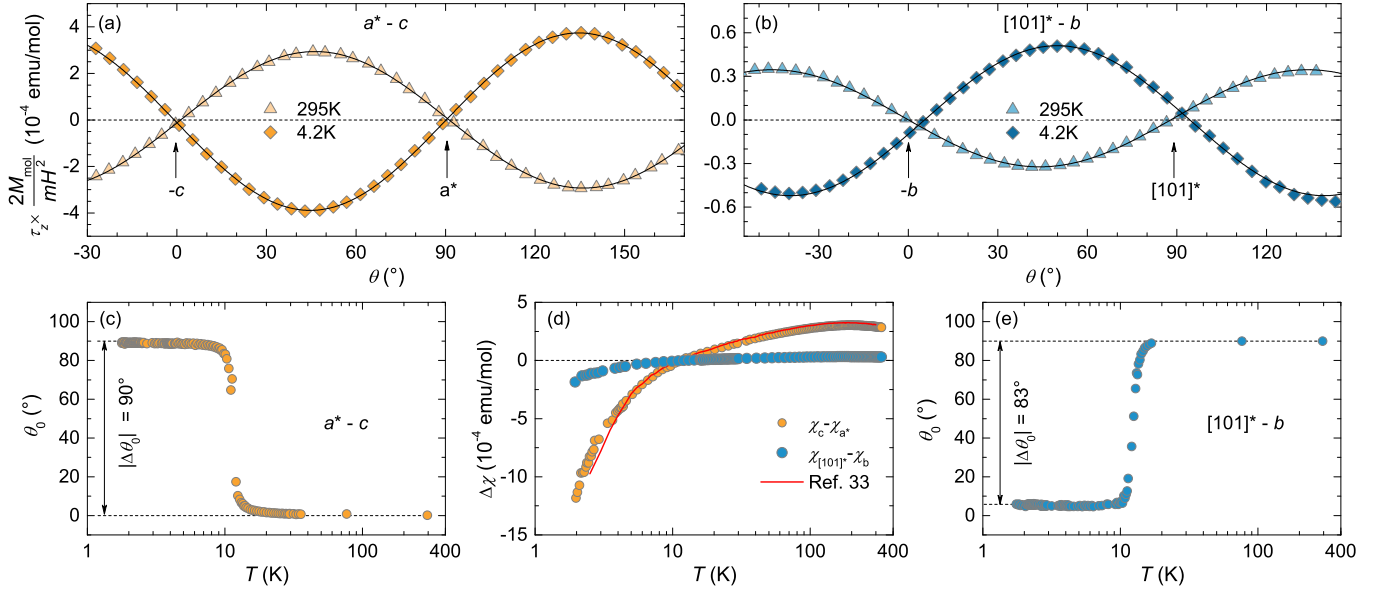 (a) a* - c
τz × 2Mmol/mH² (10⁻⁴ emu/mol)
4
2
0
-2
-4
295K
4.2K
-c
a*
-30 0 30 60 90 120 150
θ (°)
(b) [101]* - b
0.6
0.3
0.0
-0.3
-0.6
295K
4.2K
-b
[101]*
-30 0 30 60 90 120
θ (°)
(c)
θ₀ (°)
100
80
60
40
20
0
|Δθ₀| = 90°
a* - c
1 10 100 400
T (K)
(d)
Δχ (10⁻⁴ emu/mol)
5
0
-5
-10
-15
χc-χa*
χ[101]*-χb
Ref. 33
1 10 100 400
T (K)
(e)
θ₀ (°)
100
80
60
40
20
0
|Δθ₀| = 83°
[101]* - b
1 10 100 400
T (K)